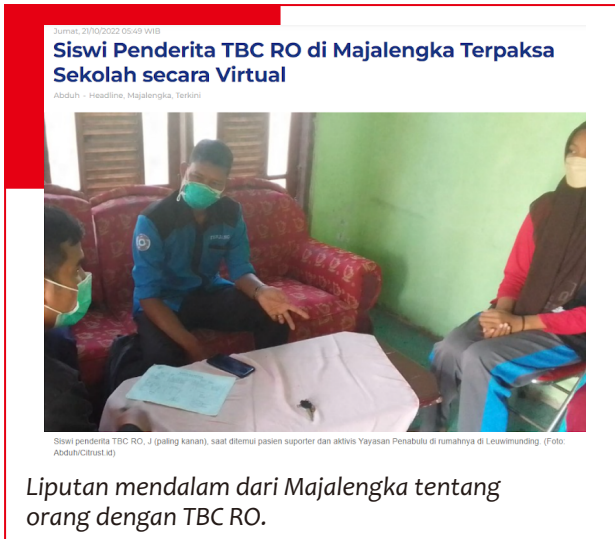 Jumat, 21/10/2022 05:49 WIB
Siswi Penderita TBC RO di Majalengka Terpaksa
Sekolah secara Virtual
Abduh – Headline, Majalengka, Terkini
Siswi penderita TBC RO, J (paling kanan), saat ditemui pasien suporter dan aktivis Yayasan Penabulu di rumahnya di Leuwimunding. (Foto:
Abduh/Citrust.id)
Liputan mendalam dari Majalengka tentang
orang dengan TBC RO.